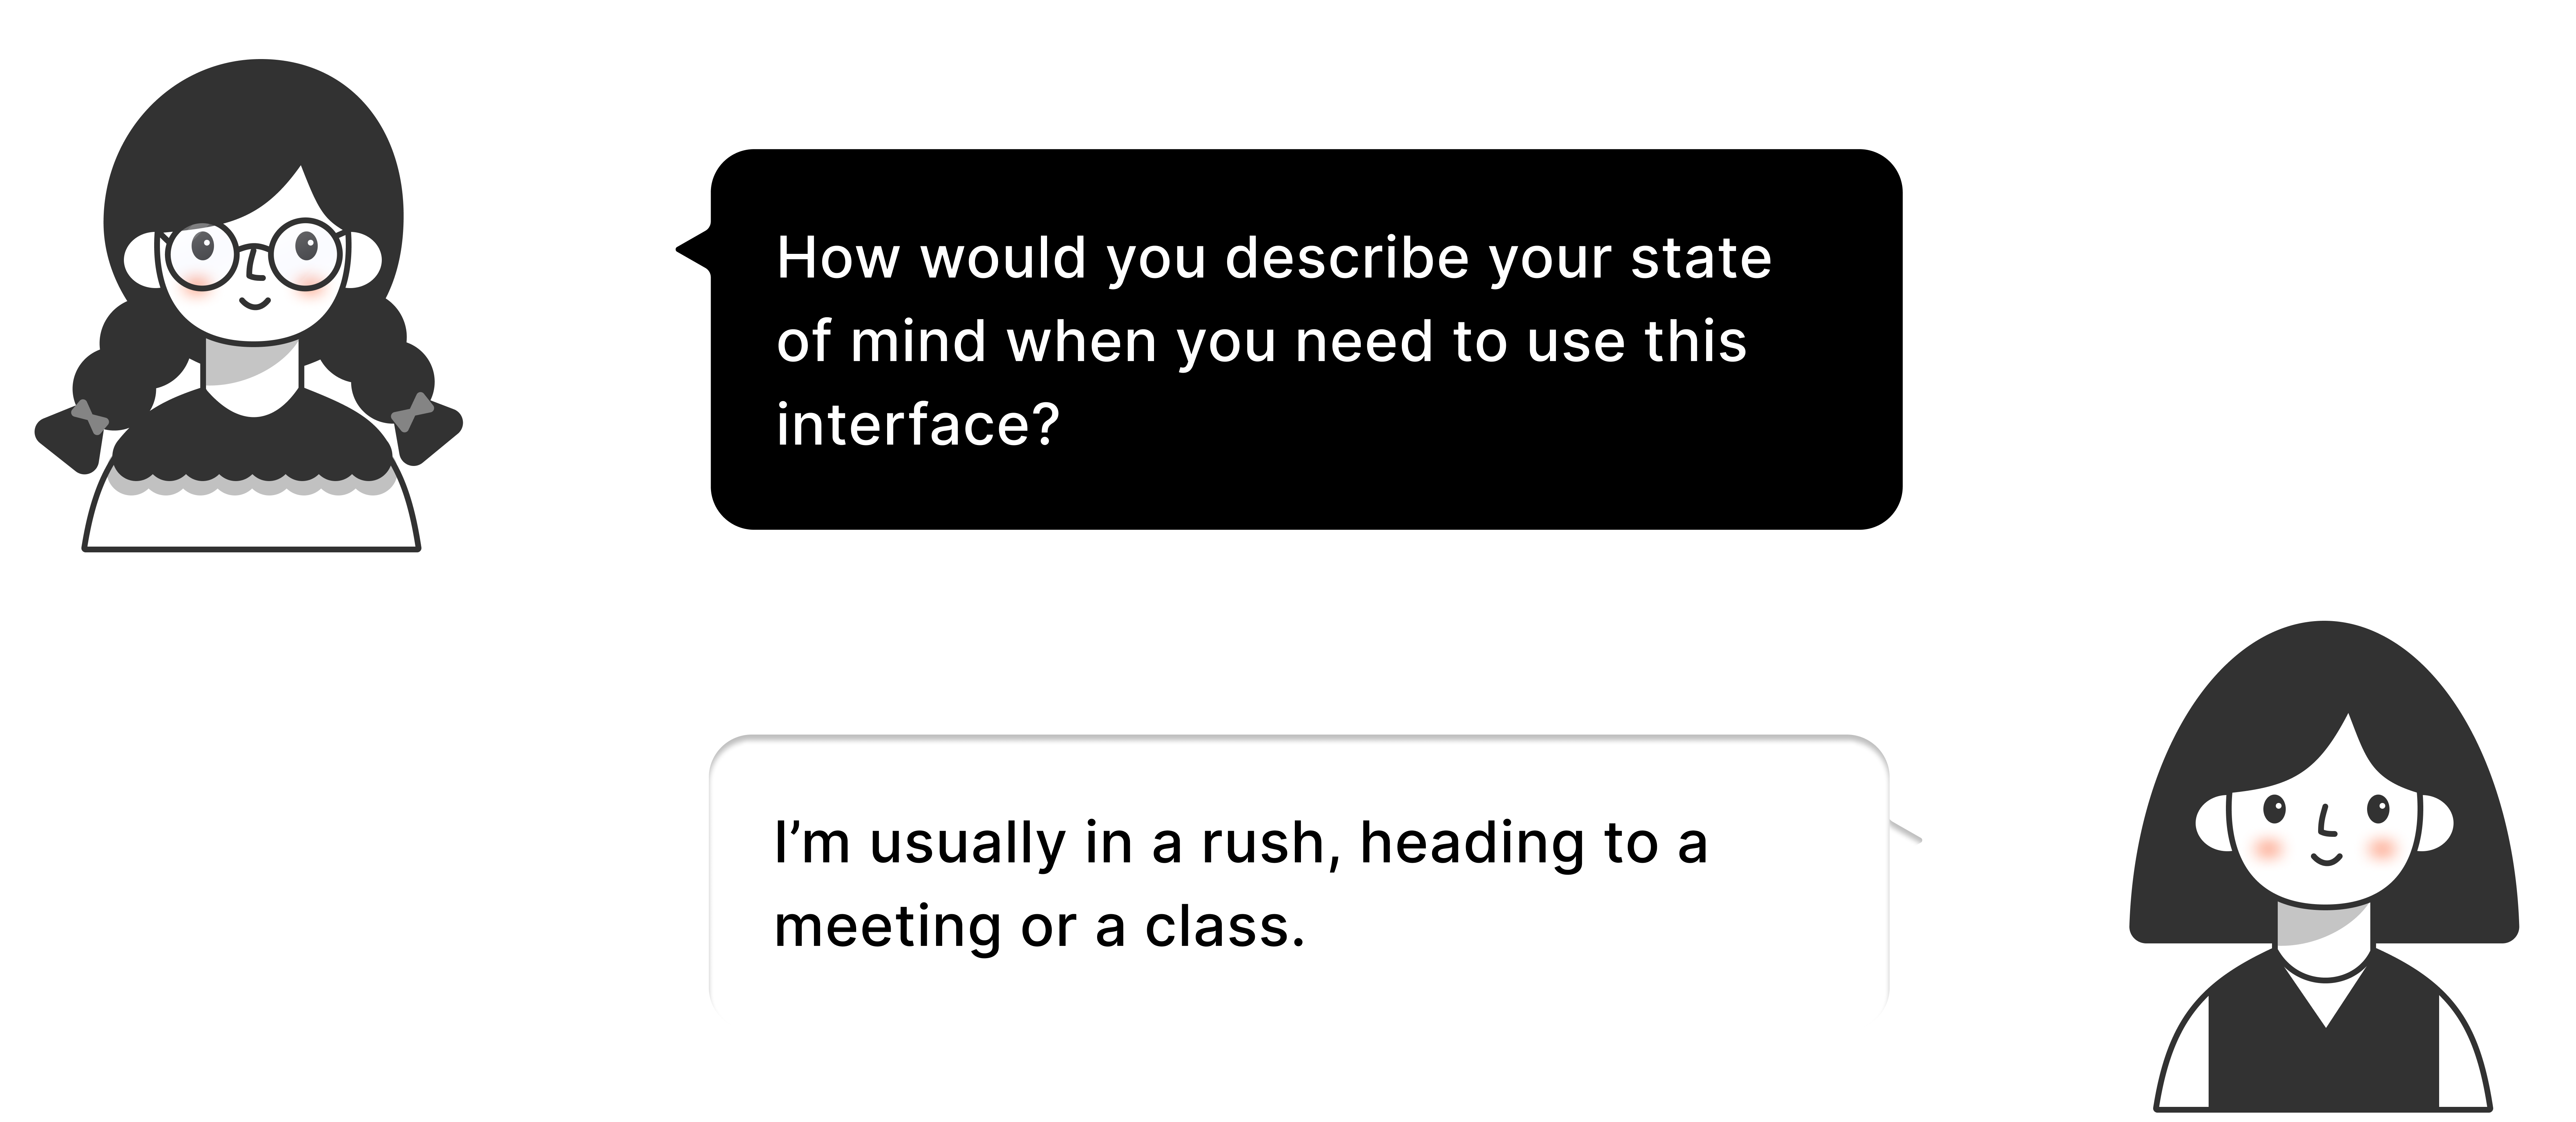 How would you describe your state
of mind when you need to use this
interface?
I’m usually in a rush, heading to a
meeting or a class.